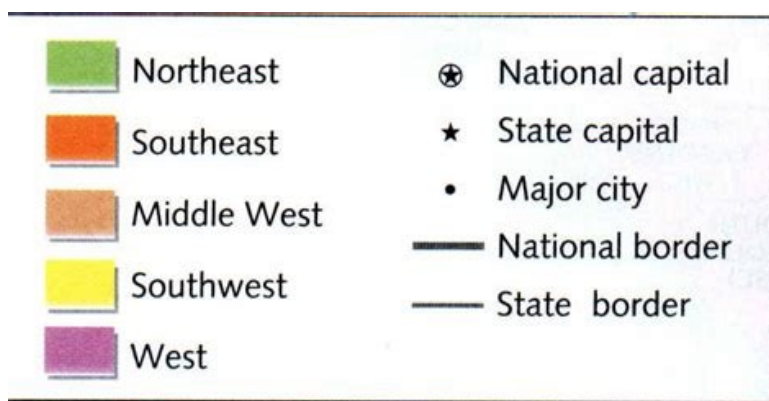 Northeast
Southeast
Middle West
Southwest
West
National capital
State capital
Major city
National border
State border